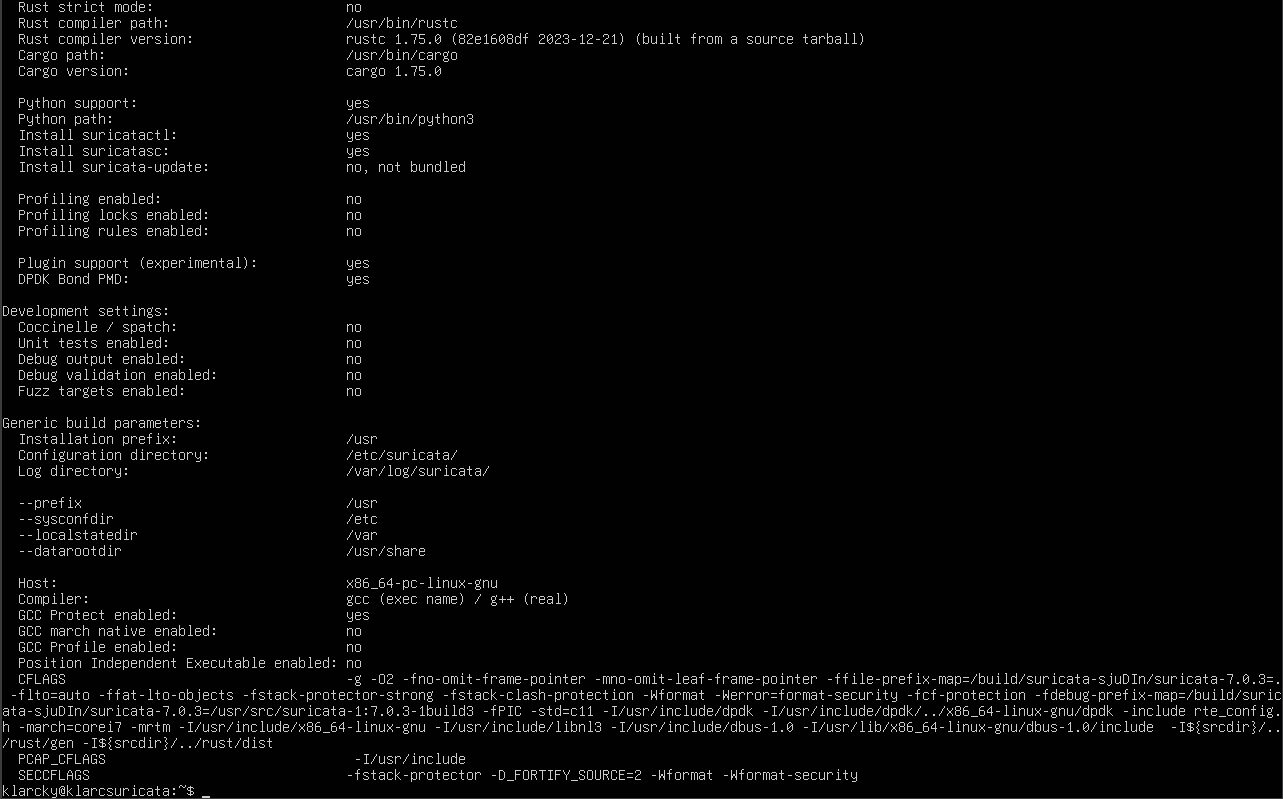 Rust strict mode: no
Rust compiler path: /usr/bin/rustc
Rust compiler version: rustc 1.75.0 (82e1608df 2023-12-21) (built from a source tarball)
Cargo path: /usr/bin/cargo
Cargo version: cargo 1.75.0
Python support: yes
Python path: /usr/bin/python3
Install suricatactl: yes
Install suricatasc: yes
Install suricata-update: no, not bundled
Profiling enabled: no
Profiling locks enabled: no
Profiling rules enabled: no
Plugin support (experimental): yes
DPDK Bond PMD: yes
Development settings:
Coccinelle / spatch: no
Unit tests enabled: no
Debug output enabled: no
Debug validation enabled: no
Fuzz targets enabled: no
Generic build parameters:
Installation prefix: /usr
Configuration directory: /etc/suricata/
Log directory: /var/log/suricata/
--prefix /usr
--sysconfdir /etc
--localstatedir /var
--datarootdir /usr/share
Host: x86_64-pc-linux-gnu
Compiler: gcc (exec name) / g++ (real)
GCC Protect enabled: yes
GCC march native enabled: no
GCC Profile enabled: no
Position Independent Executable enabled: no
CFLAGS -g -O2 -fno-omit-frame-pointer -mno-omit-leaf-frame-pointer -ffile-prefix-map=/build/suricata-sjuDIn/suricata-7.0.3=.
-flto=auto -ffat-lto-objects -fstack-protector-strong -fstack-clash-protection -Wformat -Werror=format-security -fcf-protection -fdebug-prefix-map=/build/suric
ata-sjuDIn/suricata-7.0.3=/usr/src/suricata-1:7.0.3-1build3 -fPIC -std=c11 -I/usr/include/dpdk -I/usr/include/dpdk/../x86_64-linux-gnu/dpdk -include rte_config.
h -march=corei7 -mrtm -I/usr/include/x86_64-linux-gnu -I/usr/include/libnl3 -I/usr/include/dbus-1.0 -I/usr/lib/x86_64-linux-gnu/dbus-1.0/include -I${srcdir}/..
/rust/gen -I${srcdir}/../rust/dist
PCAP_CFLAGS -I/usr/include
SECCFLAGS -fstack-protector -D_FORTIFY_SOURCE=2 -Wformat -Wformat-security
klarcky@klarcsuricata:~$ _